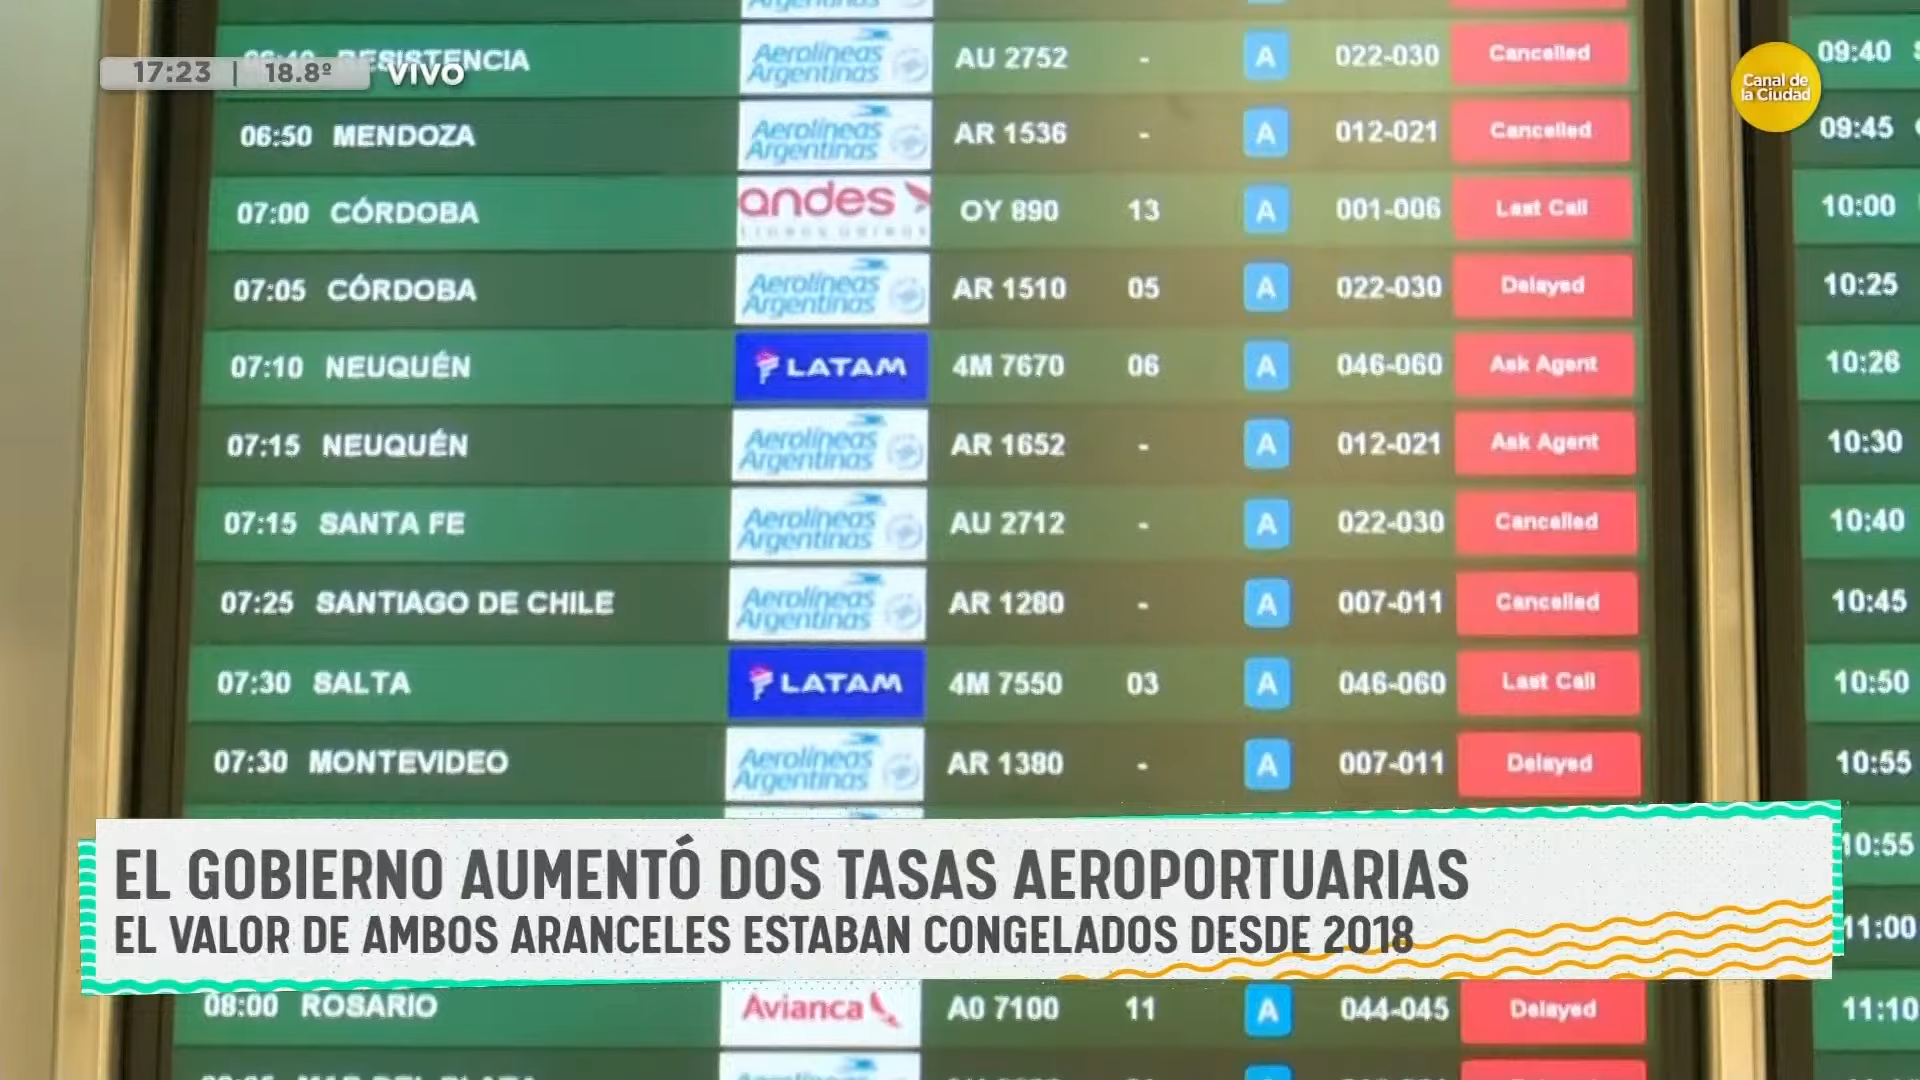 17:23 | 18.8º VIVO
Canal de
la Ciudad
RESISTENCIA Aerolíneas Argentinas AU 2752 - A 022-030 Cancelled 09:40
06:50 MENDOZA Aerolíneas Argentinas AR 1536 - A 012-021 Cancelled 09:45
07:00 CÓRDOBA andes OY 890 13 A 001-006 Last Call 10:00
07:05 CÓRDOBA Aerolíneas Argentinas AR 1510 05 A 022-030 Delayed 10:25
07:10 NEUQUÉN LATAM 4M 7670 06 A 046-060 Ask Agent 10:26
07:15 NEUQUÉN Aerolíneas Argentinas AR 1652 - A 012-021 Ask Agent 10:30
07:15 SANTA FE Aerolíneas Argentinas AU 2712 - A 022-030 Cancelled 10:40
07:25 SANTIAGO DE CHILE Aerolíneas Argentinas AR 1280 - A 007-011 Cancelled 10:45
07:30 SALTA LATAM 4M 7550 03 A 046-060 Last Call 10:50
07:30 MONTEVIDEO Aerolíneas Argentinas AR 1380 - A 007-011 Delayed 10:55
10:55
EL GOBIERNO AUMENTÓ DOS TASAS AEROPORTUARIAS
EL VALOR DE AMBOS ARANCELES ESTABAN CONGELADOS DESDE 2018
11:00
08:00 ROSARIO Avianca A0 7100 11 A 044-045 Delayed 11:10